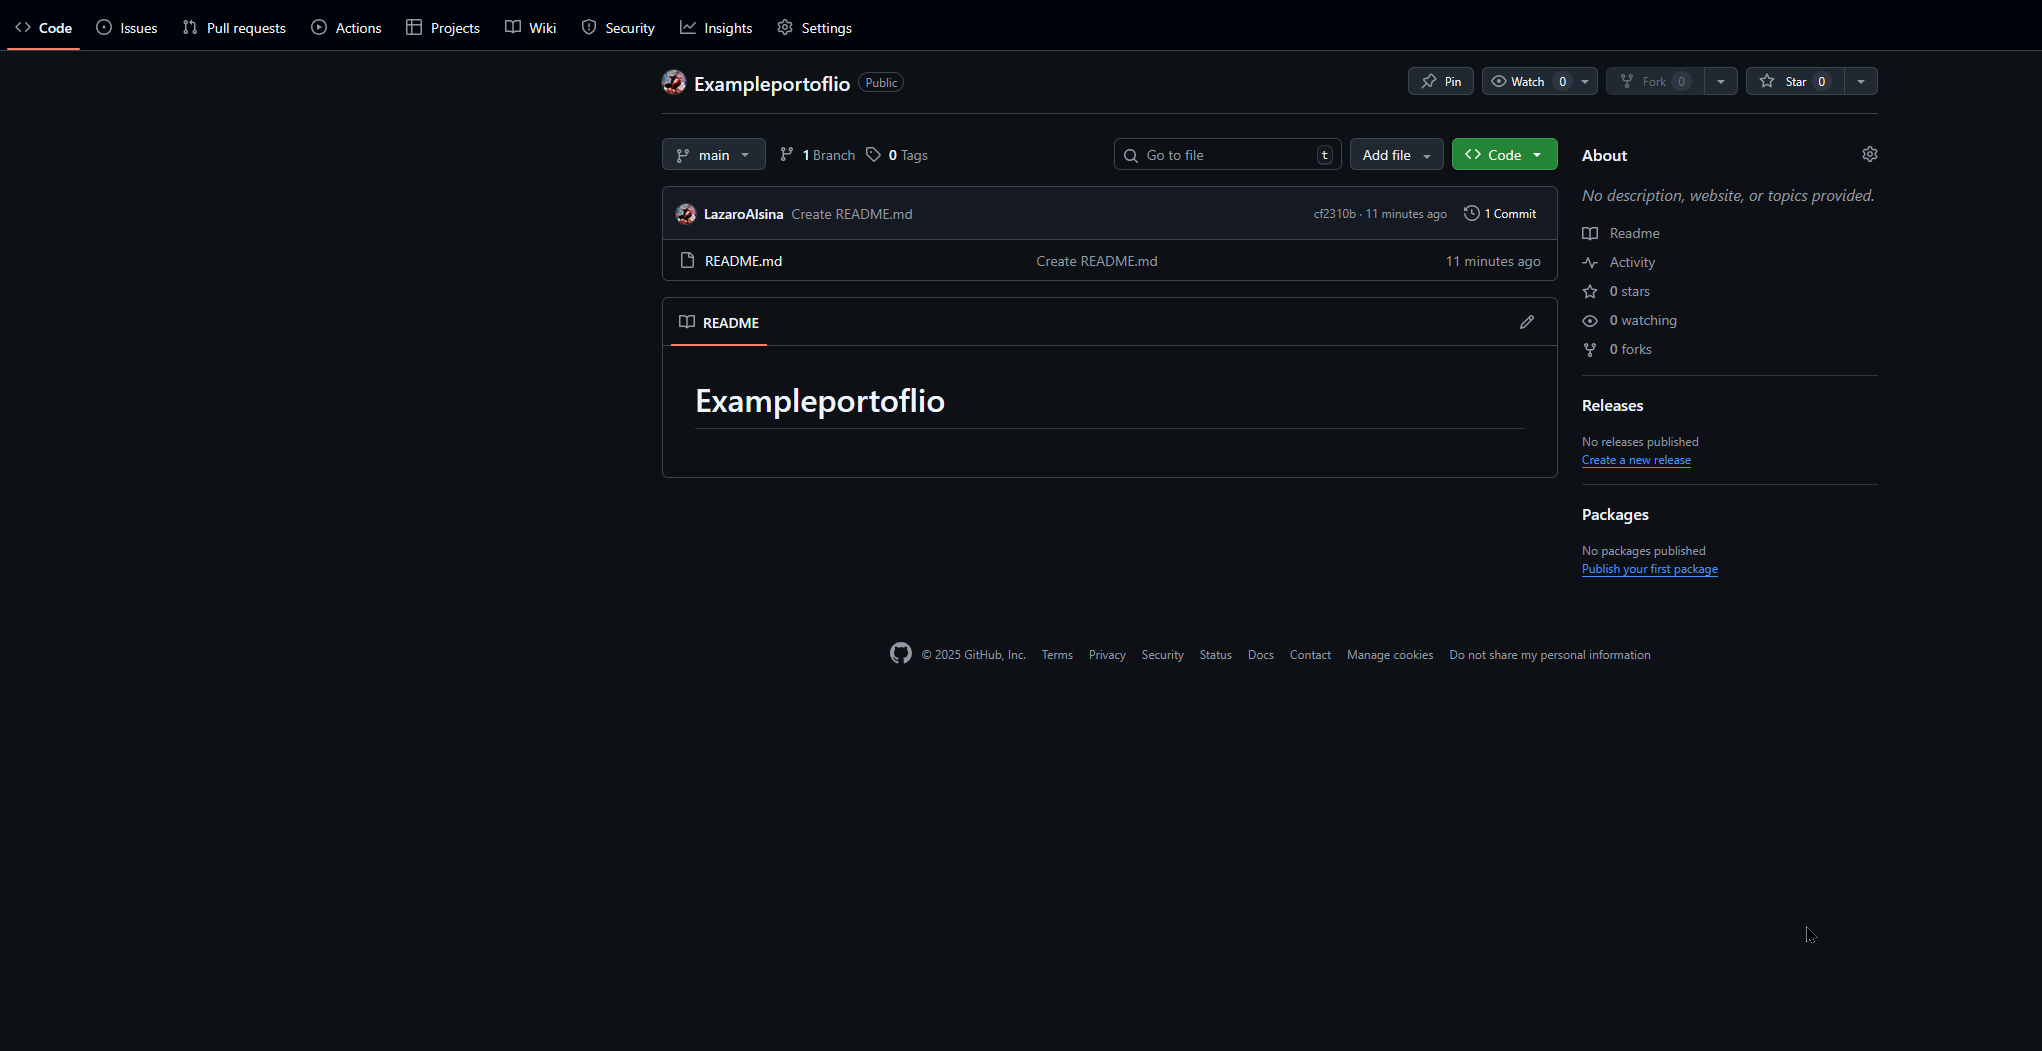 Code Issues Pull requests Actions Projects Wiki Security Insights Settings
Exampleportoflio Public Pin Watch 0 Fork 0 Star 0
main 1 Branch 0 Tags Go to file t Add file Code
LazaroAlsina Create README.md cf2310b · 11 minutes ago 1 Commit
README.md Create README.md 11 minutes ago
README
Exampleportoflio
About
No description, website, or topics provided.
Readme
Activity
0 stars
0 watching
0 forks
Releases
No releases published
Create a new release
Packages
No packages published
Publish your first package
© 2025 GitHub, Inc. Terms Privacy Security Status Docs Contact Manage cookies Do not share my personal information